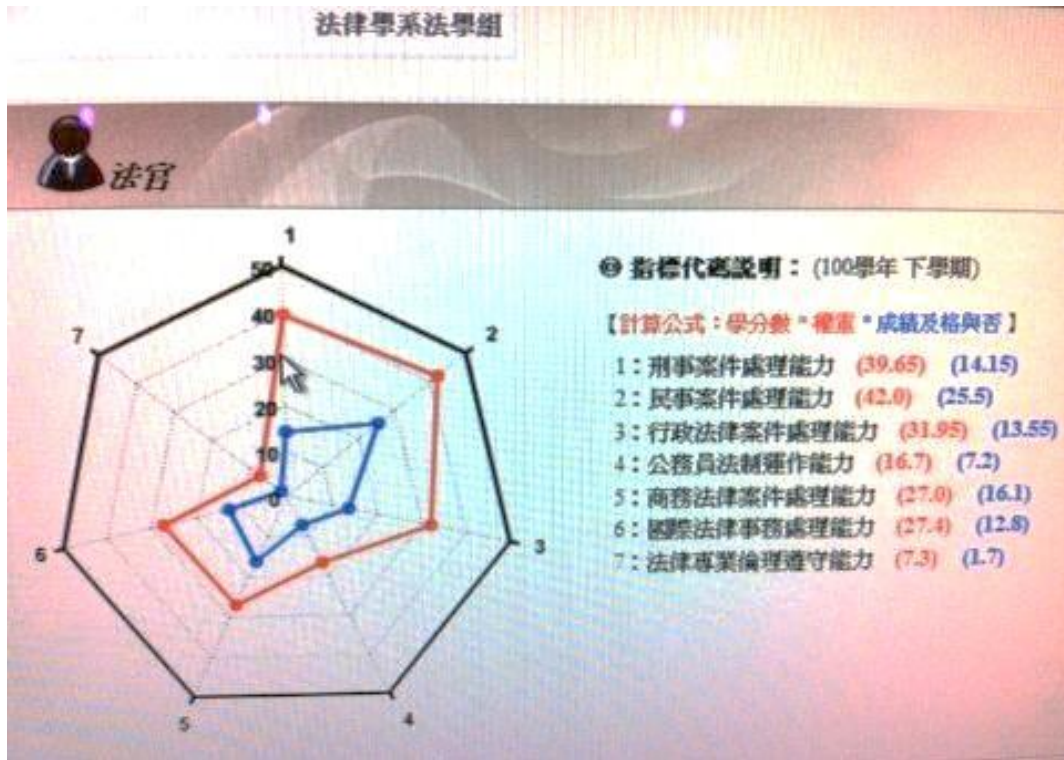 法律學系法學組
法官
1
50
40
30
20
10
0
2
3
4
5
6
7
指標代碼說明：(100學年 下學期)
【計算公式：學分數 * 權重 * 成績及格與否】
1：刑事案件處理能力 (39.65) (14.15)
2：民事案件處理能力 (42.0) (25.5)
3：行政法律案件處理能力 (31.95) (13.55)
4：公務員法制運作能力 (16.7) (7.2)
5：商務法律案件處理能力 (27.0) (16.1)
6：國際法律事務處理能力 (27.4) (12.8)
7：法律專業倫理遵守能力 (7.3) (1.7)